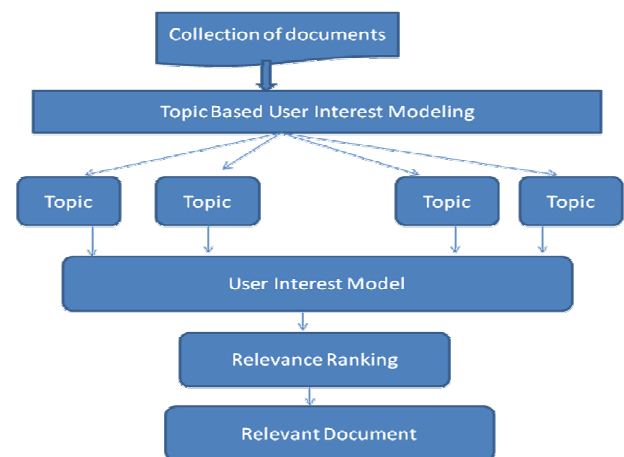 Collection of documents
Topic Based User Interest Modeling
Topic
Topic
Topic
Topic
User Interest Model
Relevance Ranking
Relevant Document